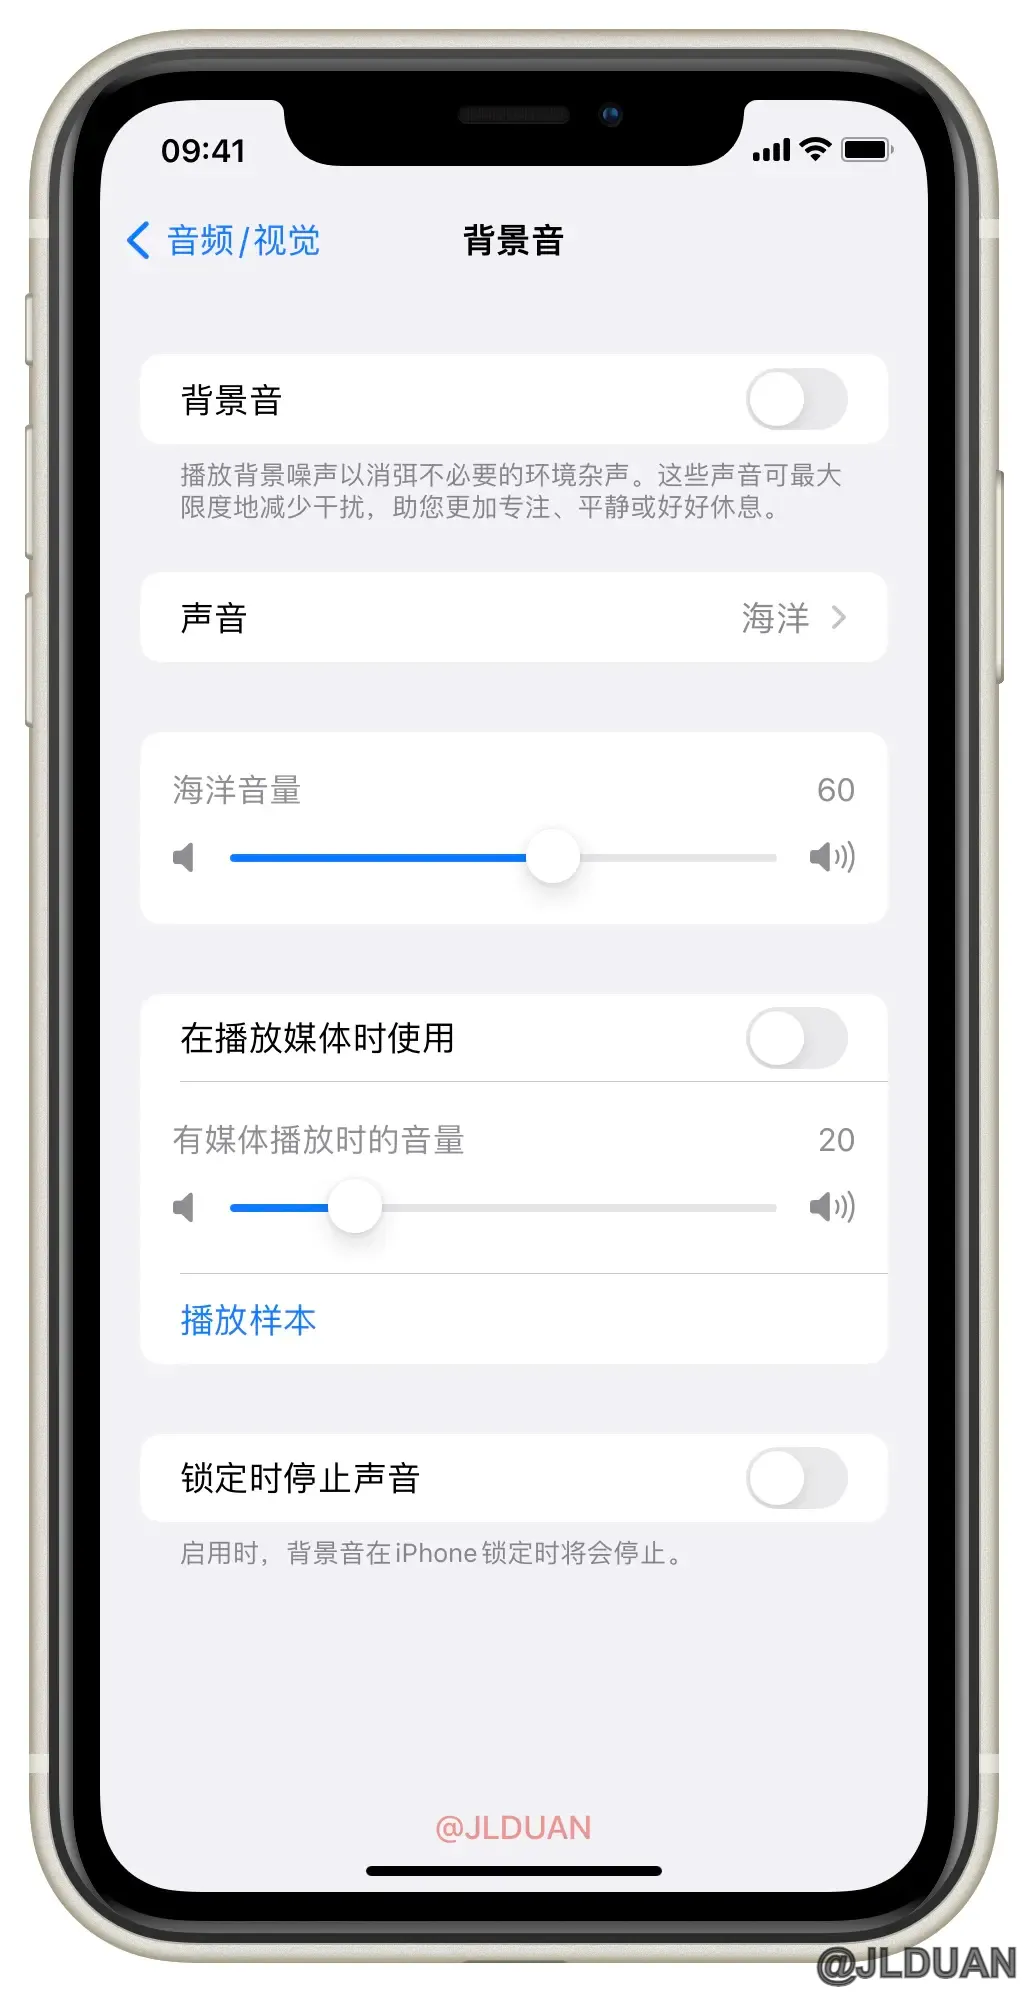 09:41
音频/视觉
背景音
背景音
播放背景噪声以消弭不必要的环境杂声。这些声音可最大
限度地减少干扰，助您更加专注、平静或好好休息。
声音 海洋
海洋音量 60
在播放媒体时使用
有媒体播放时的音量 20
播放样本
锁定时停止声音
启用时，背景音在iPhone锁定时将会停止。
@JLDUAN
@JLDUAN